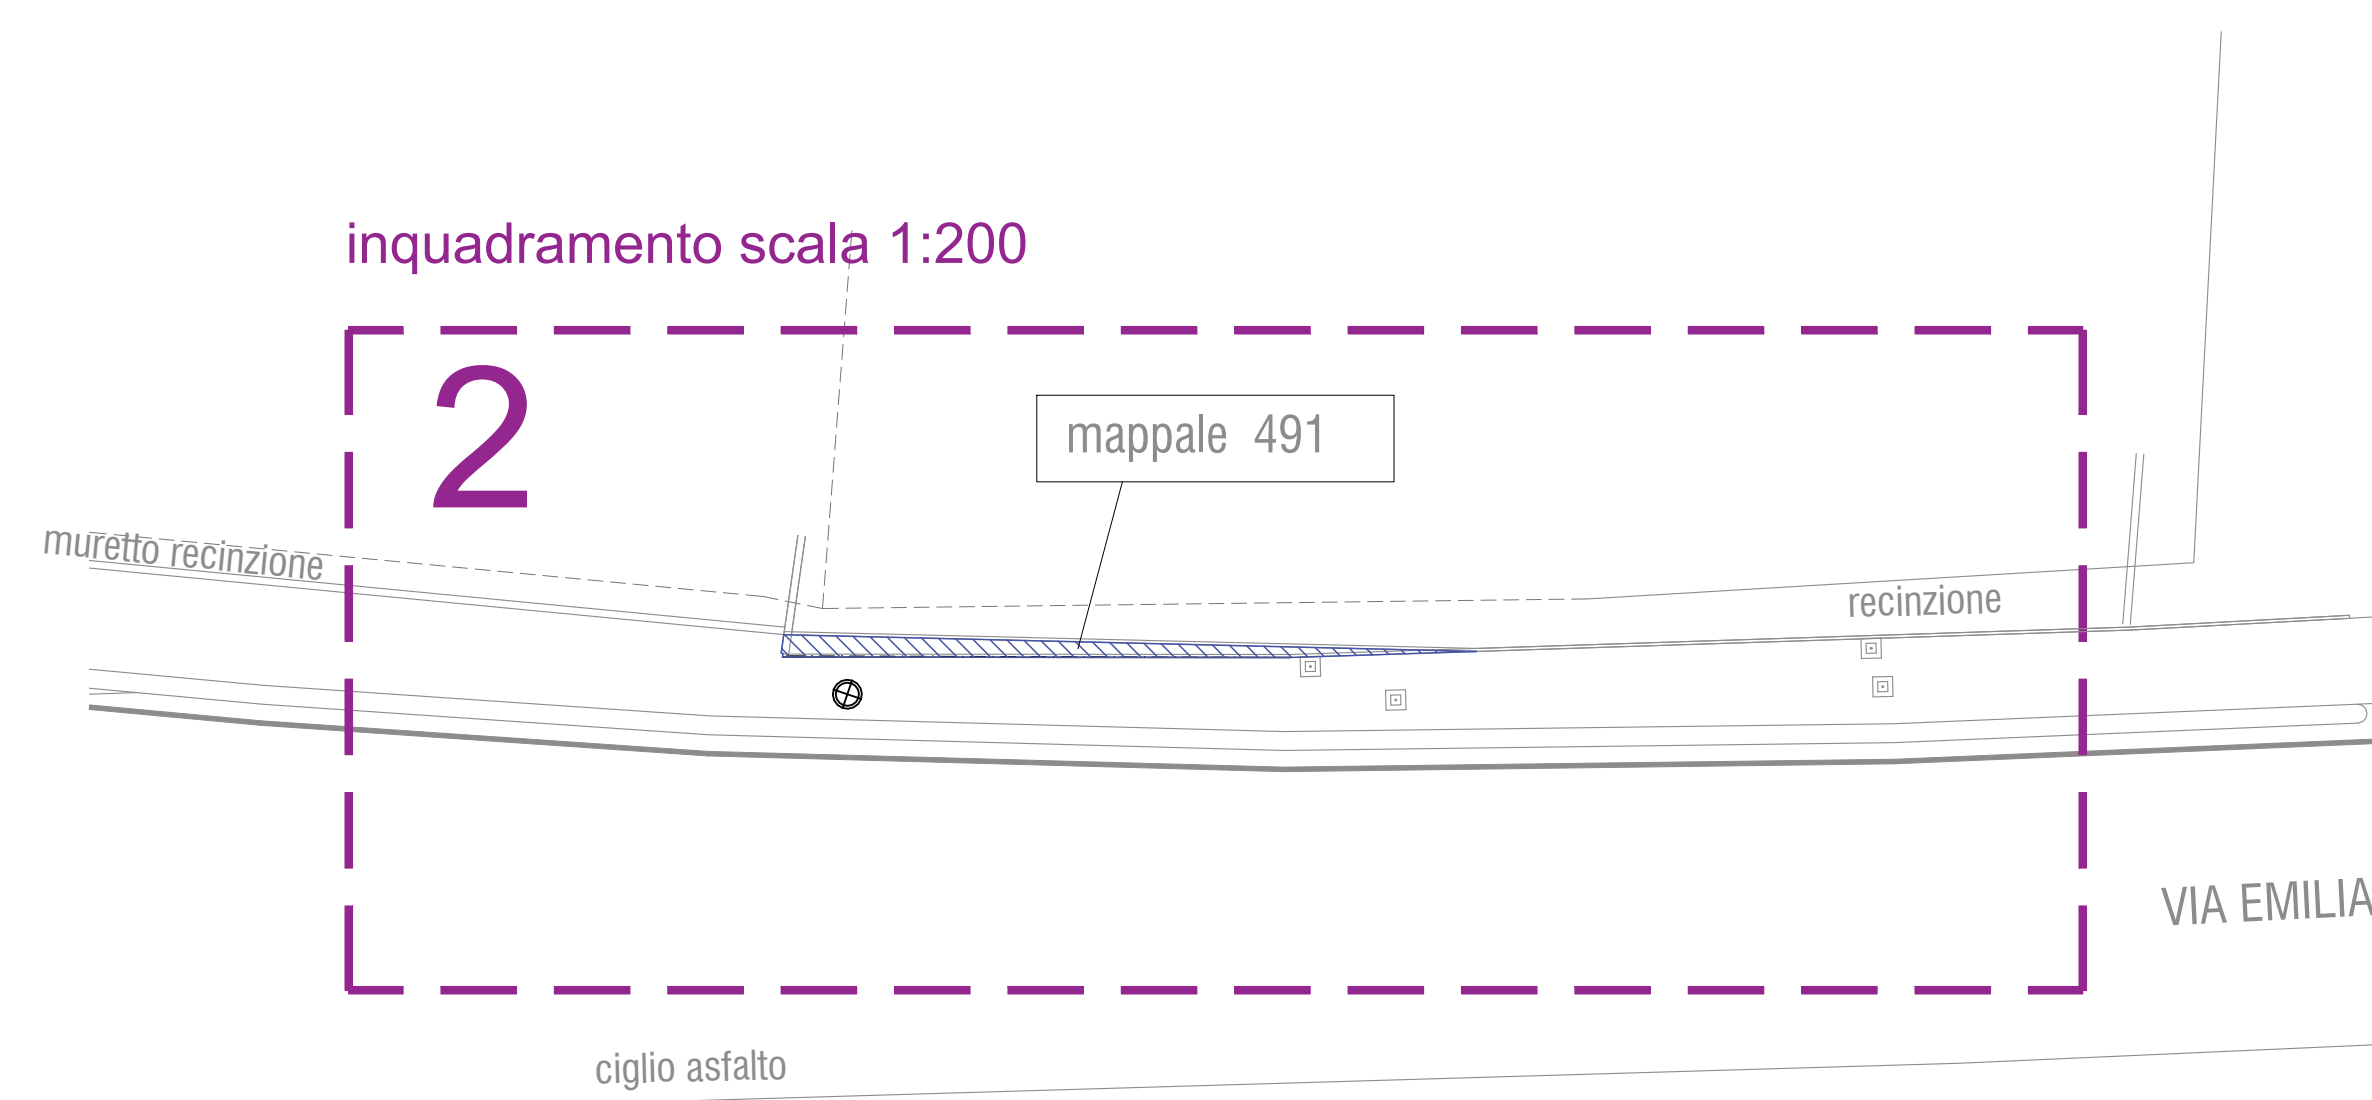 inquadramento scala 1:200
2
mappale 491
muretto recinzione
recinzione
VIA EMILIA
ciglio asfalto